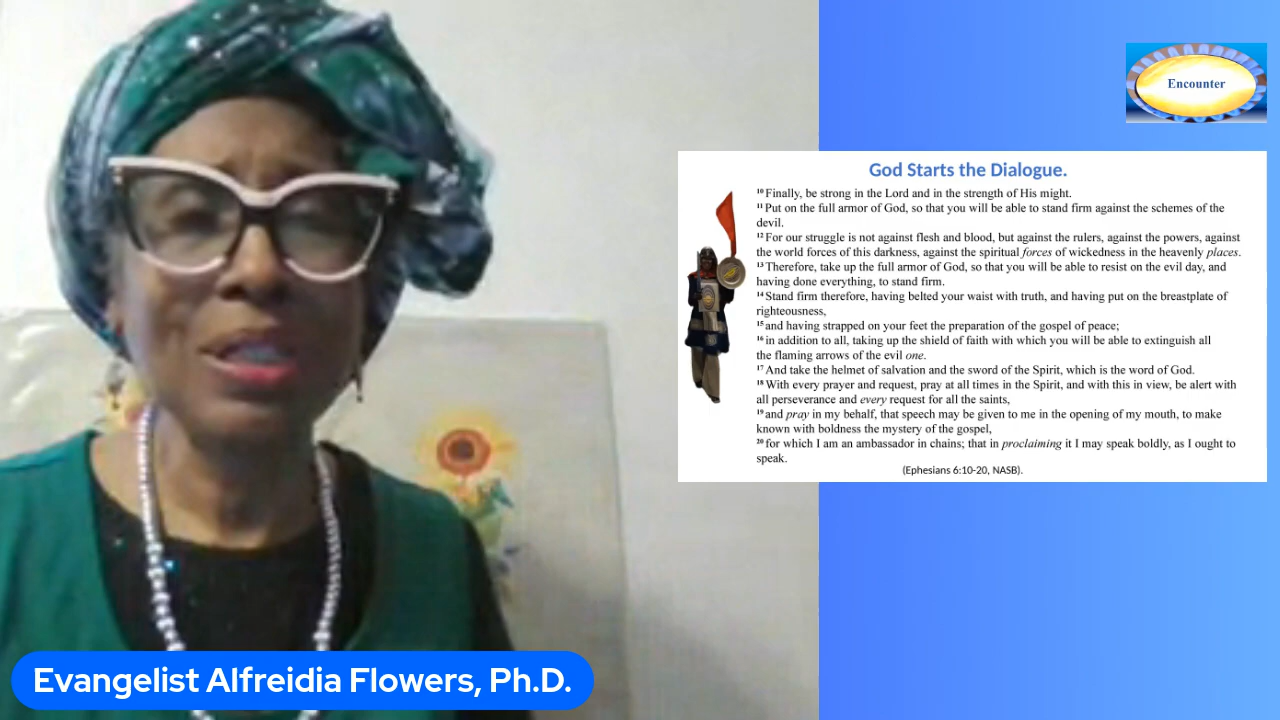 Encounter
God Starts the Dialogue.
10 Finally, be strong in the Lord and in the strength of His might.
11 Put on the full armor of God, so that you will be able to stand firm against the schemes of the
devil.
12 For our struggle is not against flesh and blood, but against the rulers, against the powers, against
the world forces of this darkness, against the spiritual forces of wickedness in the heavenly places.
13 Therefore, take up the full armor of God, so that you will be able to resist on the evil day, and
having done everything, to stand firm.
14 Stand firm therefore, having belted your waist with truth, and having put on the breastplate of
righteousness,
15 and having strapped on your feet the preparation of the gospel of peace;
16 in addition to all, taking up the shield of faith with which you will be able to extinguish all
the flaming arrows of the evil one.
17 And take the helmet of salvation and the sword of the Spirit, which is the word of God.
18 With every prayer and request, pray at all times in the Spirit, and with this in view, be alert with
all perseverance and every request for all the saints,
19 and pray in my behalf, that speech may be given to me in the opening of my mouth, to make
known with boldness the mystery of the gospel,
20 for which I am an ambassador in chains; that in proclaiming it I may speak boldly, as I ought to
speak.
(Ephesians 6:10-20, NASB).
Evangelist Alfreidia Flowers, Ph.D.